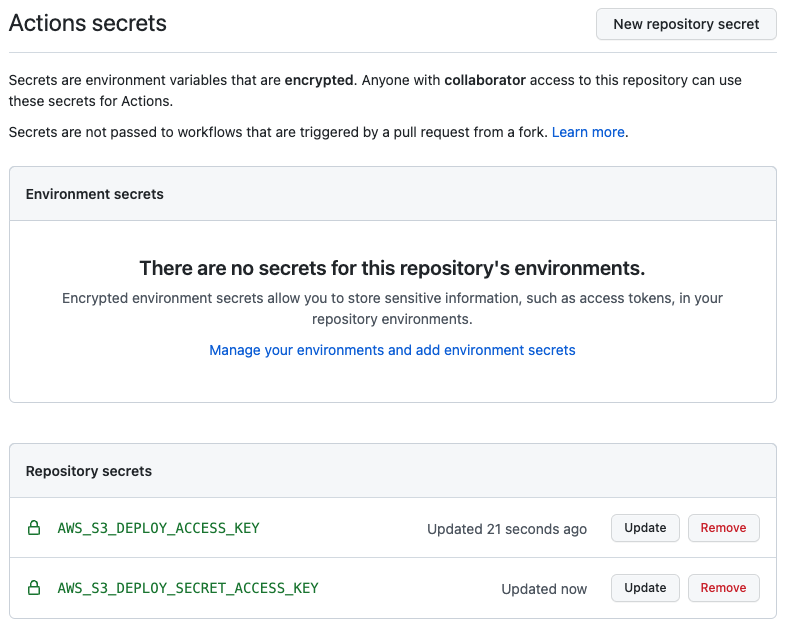 Actions secrets
New repository secret
Secrets are environment variables that are encrypted. Anyone with collaborator access to this repository can use
these secrets for Actions.
Secrets are not passed to workflows that are triggered by a pull request from a fork. Learn more.
Environment secrets
There are no secrets for this repository's environments.
Encrypted environment secrets allow you to store sensitive information, such as access tokens, in your
repository environments.
Manage your environments and add environment secrets
Repository secrets
AWS_S3_DEPLOY_ACCESS_KEY Updated 21 seconds ago Update Remove
AWS_S3_DEPLOY_SECRET_ACCESS_KEY Updated now Update Remove